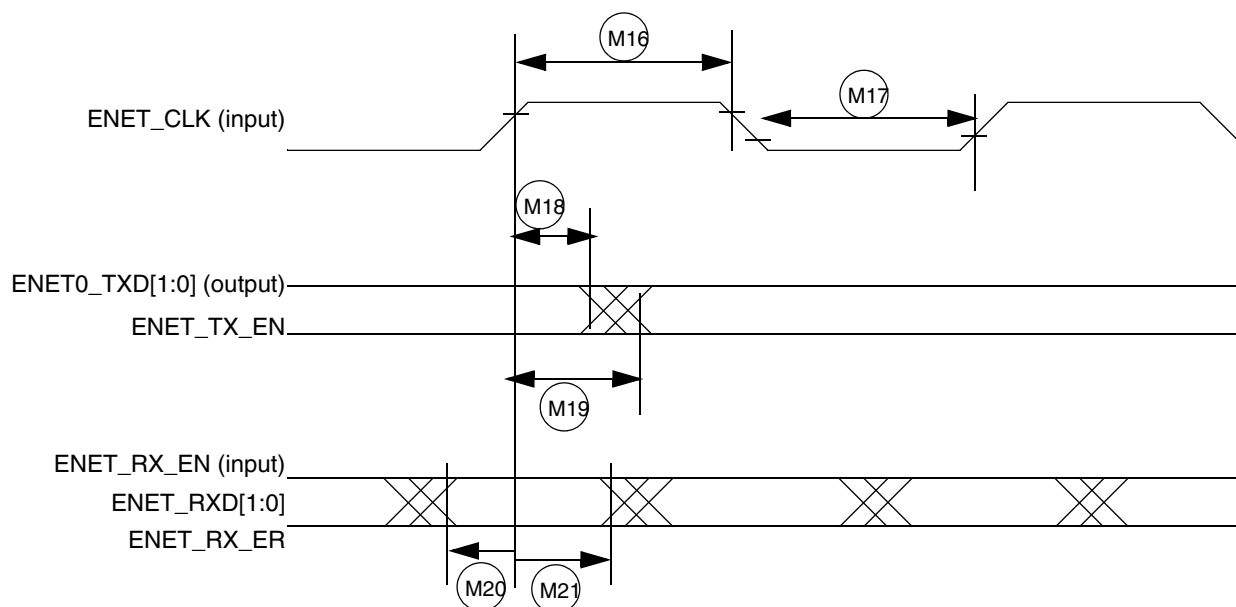 M16
M17
ENET_CLK (input)
M18
ENET0_TXD[1:0] (output)
ENET_TX_EN
M19
ENET_RX_EN (input)
ENET_RXD[1:0]
ENET_RX_ER
M20
M21